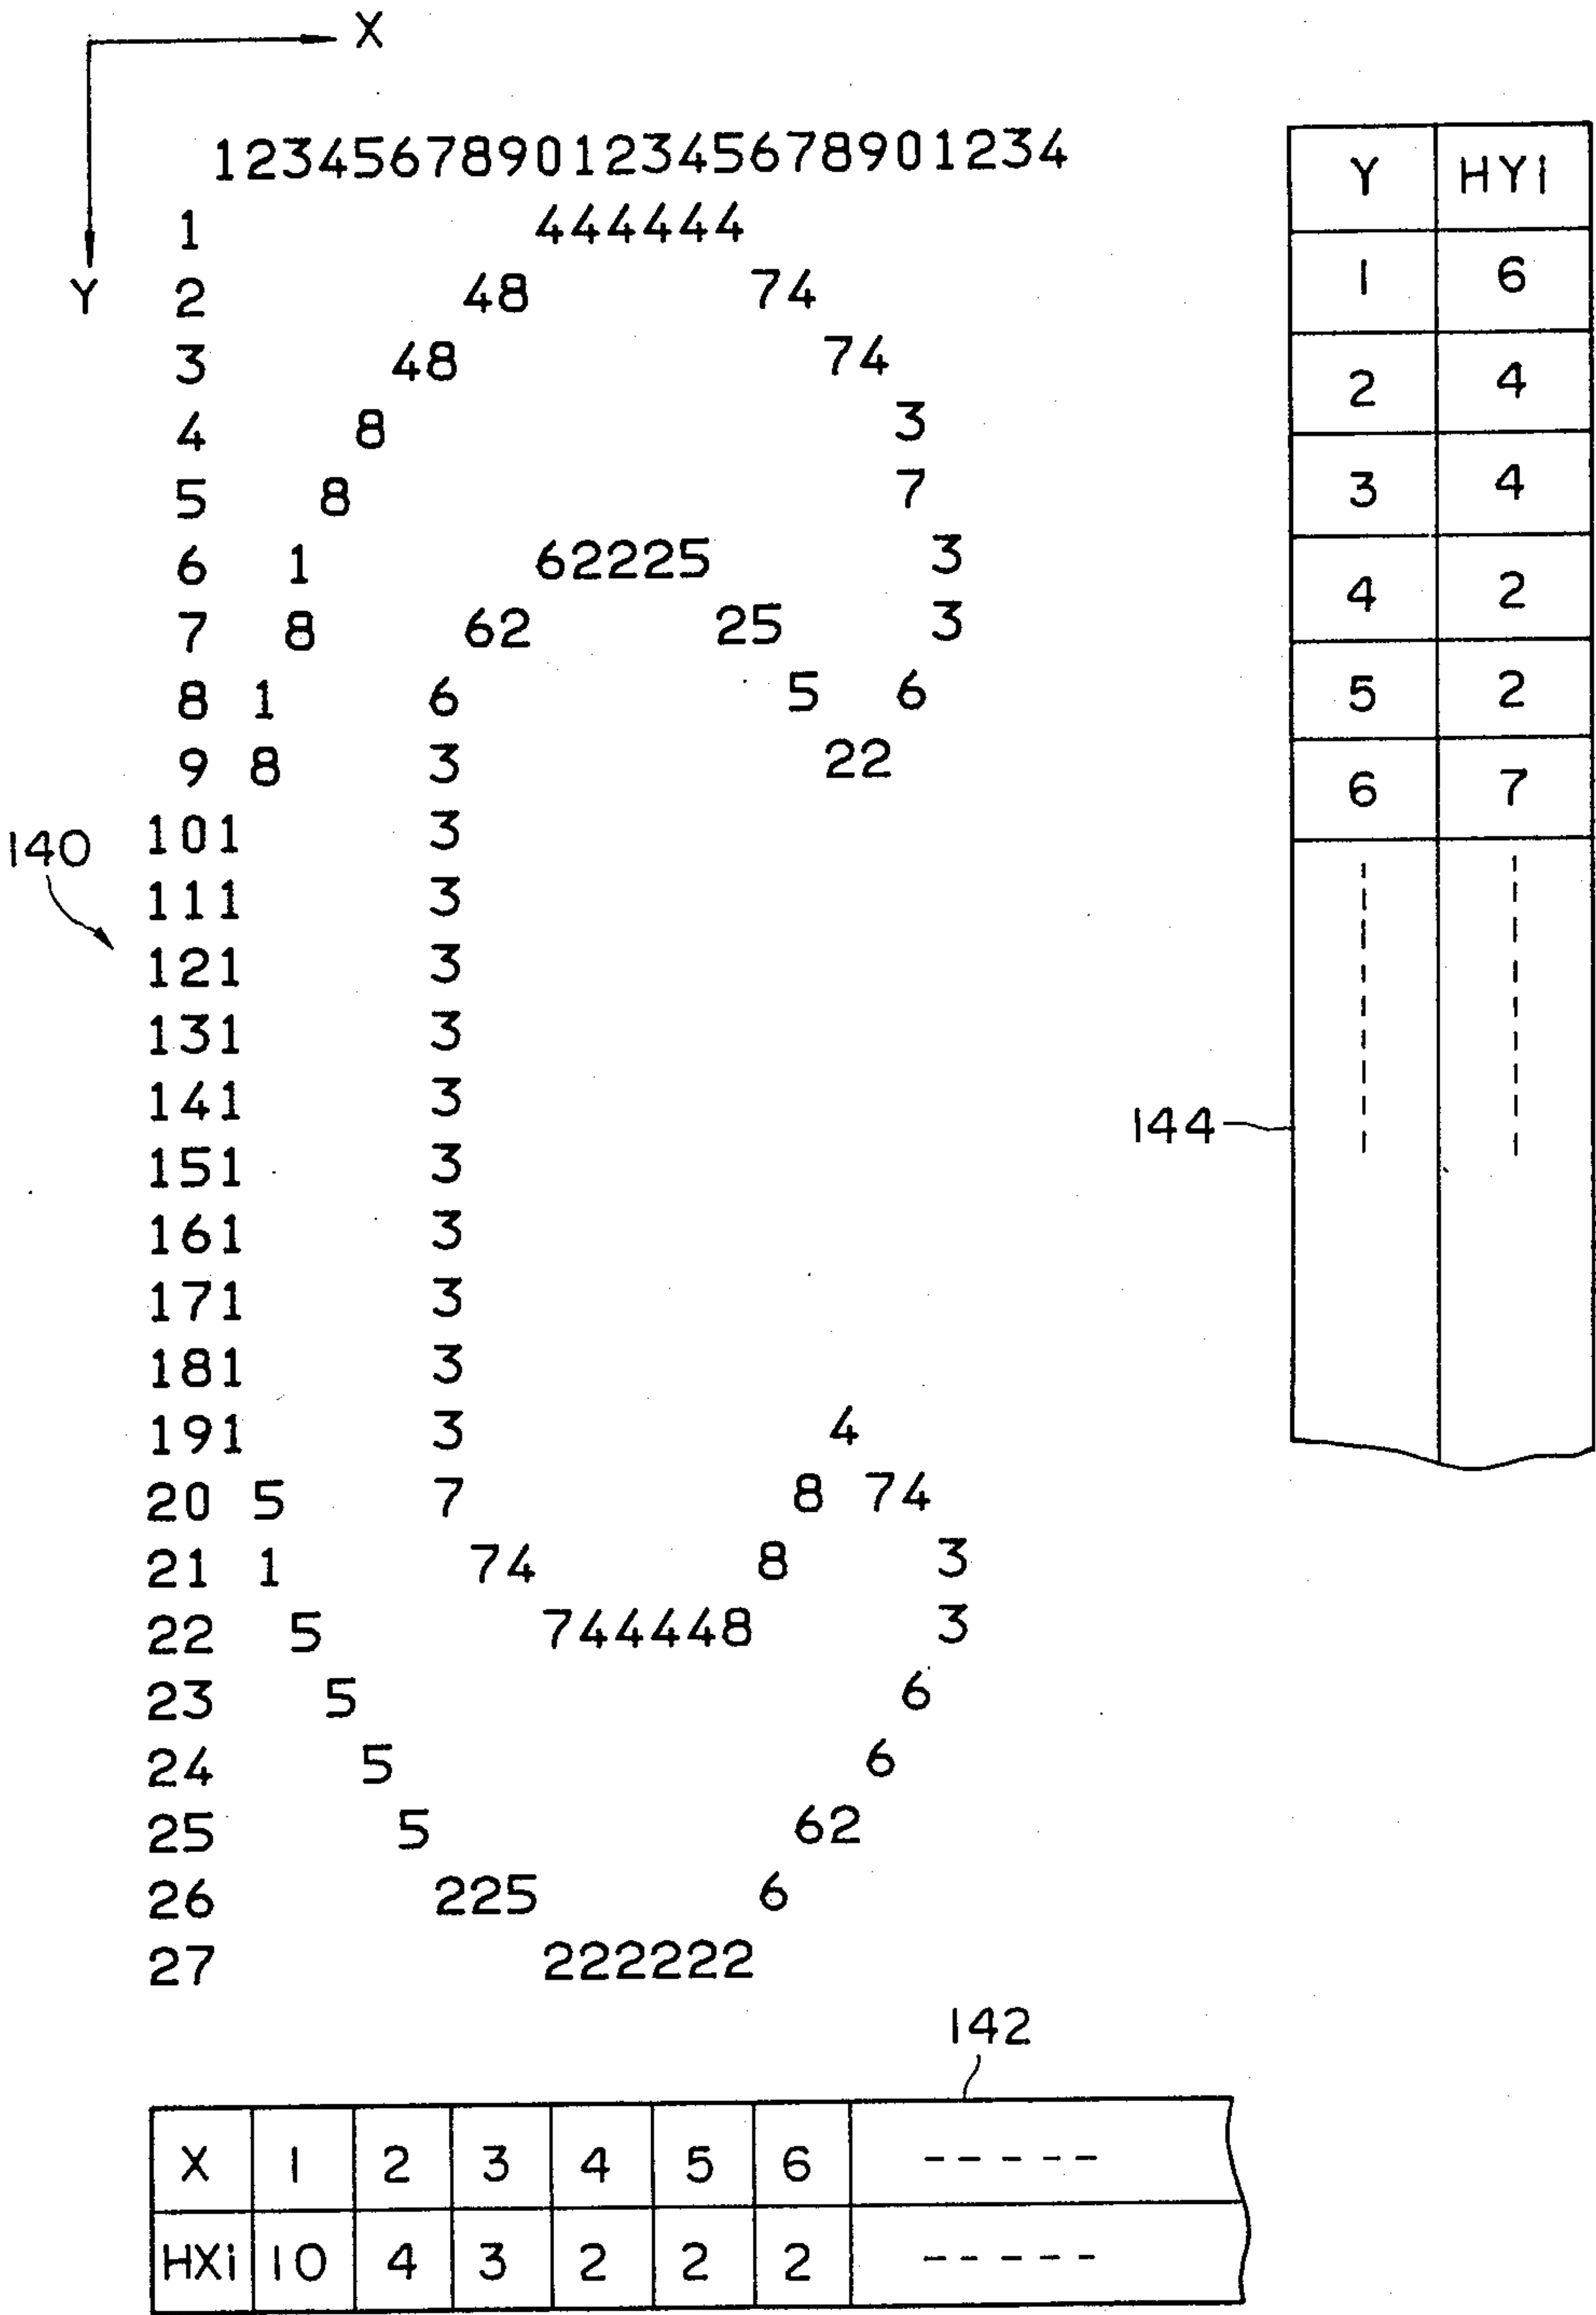 X
123456789012345678901234
1 444444
Y 2 48 74
3 48 74
4 8 3
5 8 7
6 1 62225 3
7 8 62 25 3
8 1 6 5 6
9 8 3 22
101 3
140
111 3
121 3
131 3
141 3
151 3
161 3
171 3
181 3
191 3 4
20 5 7 8 74
21 1 74 8 3
22 5 744448 3
23 5 6
24 5 6
25 5 62
26 225 6
27 222222
Y HYi
1 6
2 4
3 4
4 2
5 2
6 7
144
142
X 1 2 3 4 5 6 -----
HXi 10 4 3 2 2 2 -----